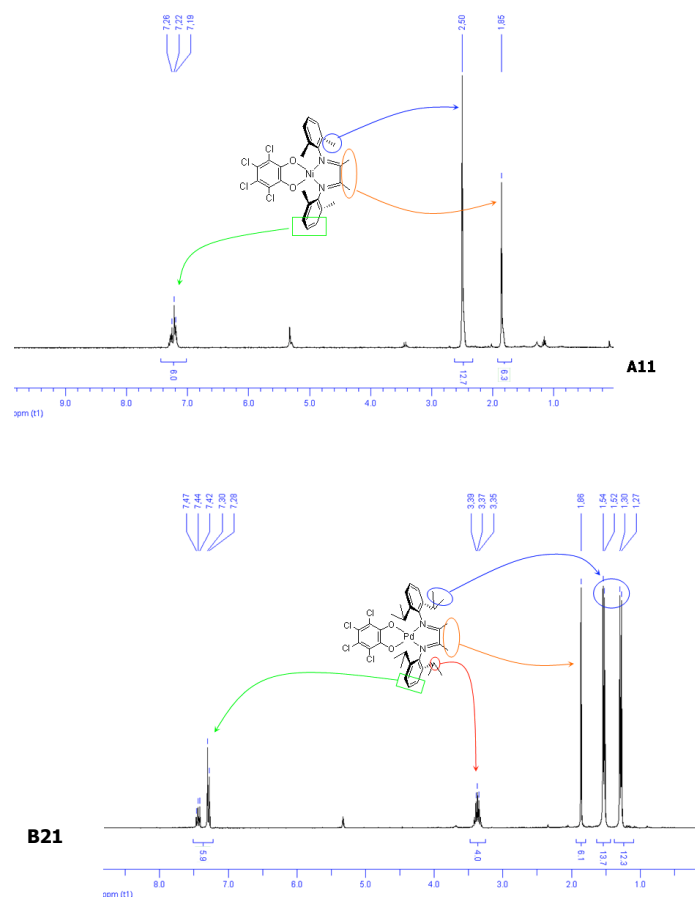 7,26
7,22
7,19
2,50
1,85
Cl
Cl
O
N
Ni
Cl
O
N
Cl
6.0
12.7
6.3
A11
9.0 8.0 7.0 6.0 5.0 4.0 3.0 2.0 1.0
ppm (t1)
7,47
7,44
7,42
7,30
7,28
3,39
3,37
3,35
1,86
1,54
1,52
1,30
1,27
Cl
Cl
O
N
Pd
Cl
O
N
Cl
B21
5.9
4.0
6.1
13.7
12.3
8.0 7.0 6.0 5.0 4.0 3.0 2.0 1.0
ppm (t1)